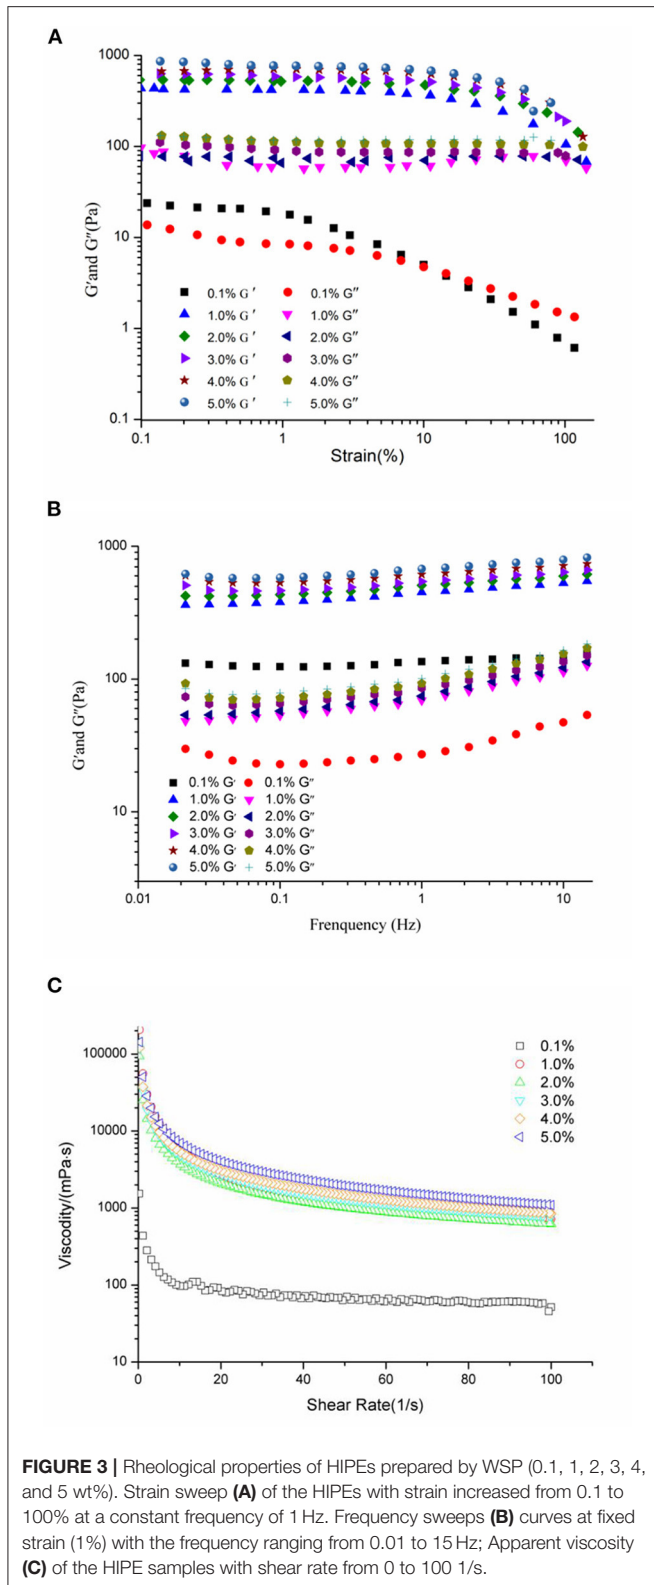 A
1000
100
10
1
0.1
G'and G″(Pa)
0.1% G ′ 0.1% G″
1.0% G ′ 1.0% G″
2.0% G ′ 2.0% G″
3.0% G ′ 3.0% G″
4.0% G ′ 4.0% G″
5.0% G ′ 5.0% G″
0.1 1 10 100
Strain(%)
B
1000
100
10
G'and G″(Pa)
0.1% G' 0.1% G″
1.0% G' 1.0% G″
2.0% G' 2.0% G″
3.0% G' 3.0% G″
4.0% G' 4.0% G″
5.0% G' 5.0% G″
0.01 0.1 1 10
Frenquency (Hz)
C
100000
10000
1000
100
10
Viscodity/(mPa·s)
0.1%
1.0%
2.0%
3.0%
4.0%
5.0%
0 20 40 60 80 100
Shear Rate(1/s)
FIGURE 3 | Rheological properties of HIPEs prepared by WSP (0.1, 1, 2, 3, 4,
and 5 wt%). Strain sweep (A) of the HIPEs with strain increased from 0.1 to
100% at a constant frequency of 1 Hz. Frequency sweeps (B) curves at fixed
strain (1%) with the frequency ranging from 0.01 to 15 Hz; Apparent viscosity
(C) of the HIPE samples with shear rate from 0 to 100 1/s.